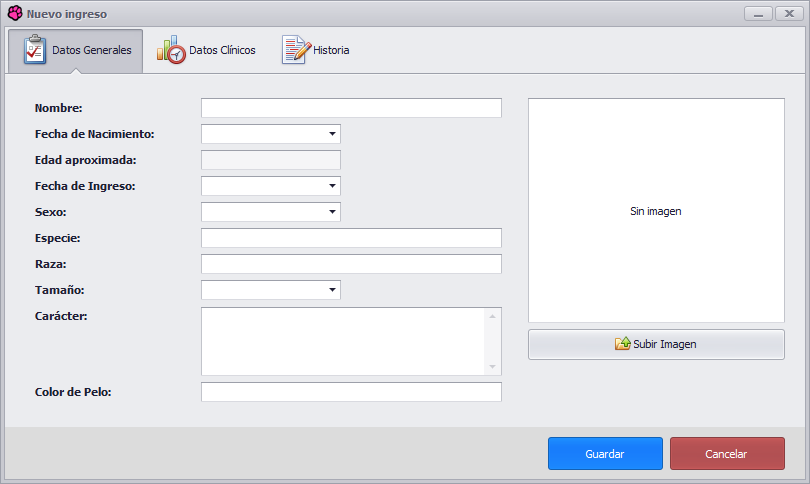 Nuevo ingreso
Datos Generales
Datos Clínicos
Historia
Nombre:
Fecha de Nacimiento:
Edad aproximada:
Fecha de Ingreso:
Sexo:
Especie:
Raza:
Tamaño:
Carácter:
Color de Pelo:
Sin imagen
Subir Imagen
Guardar
Cancelar